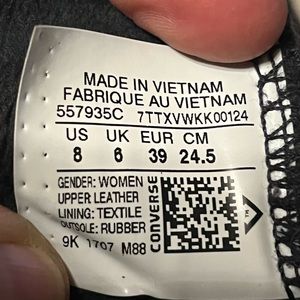 MADE IN VIETNAM
FABRIQUE AU VIETNAM
557935C 7TTXVWKK00124
US UK EUR CM
8 6 39 24.5
GENDER: WOMEN
UPPER LEATHER
LINING: TEXTILE
OUTSOLE: RUBBER
9K 1707 M88
CONVERSE